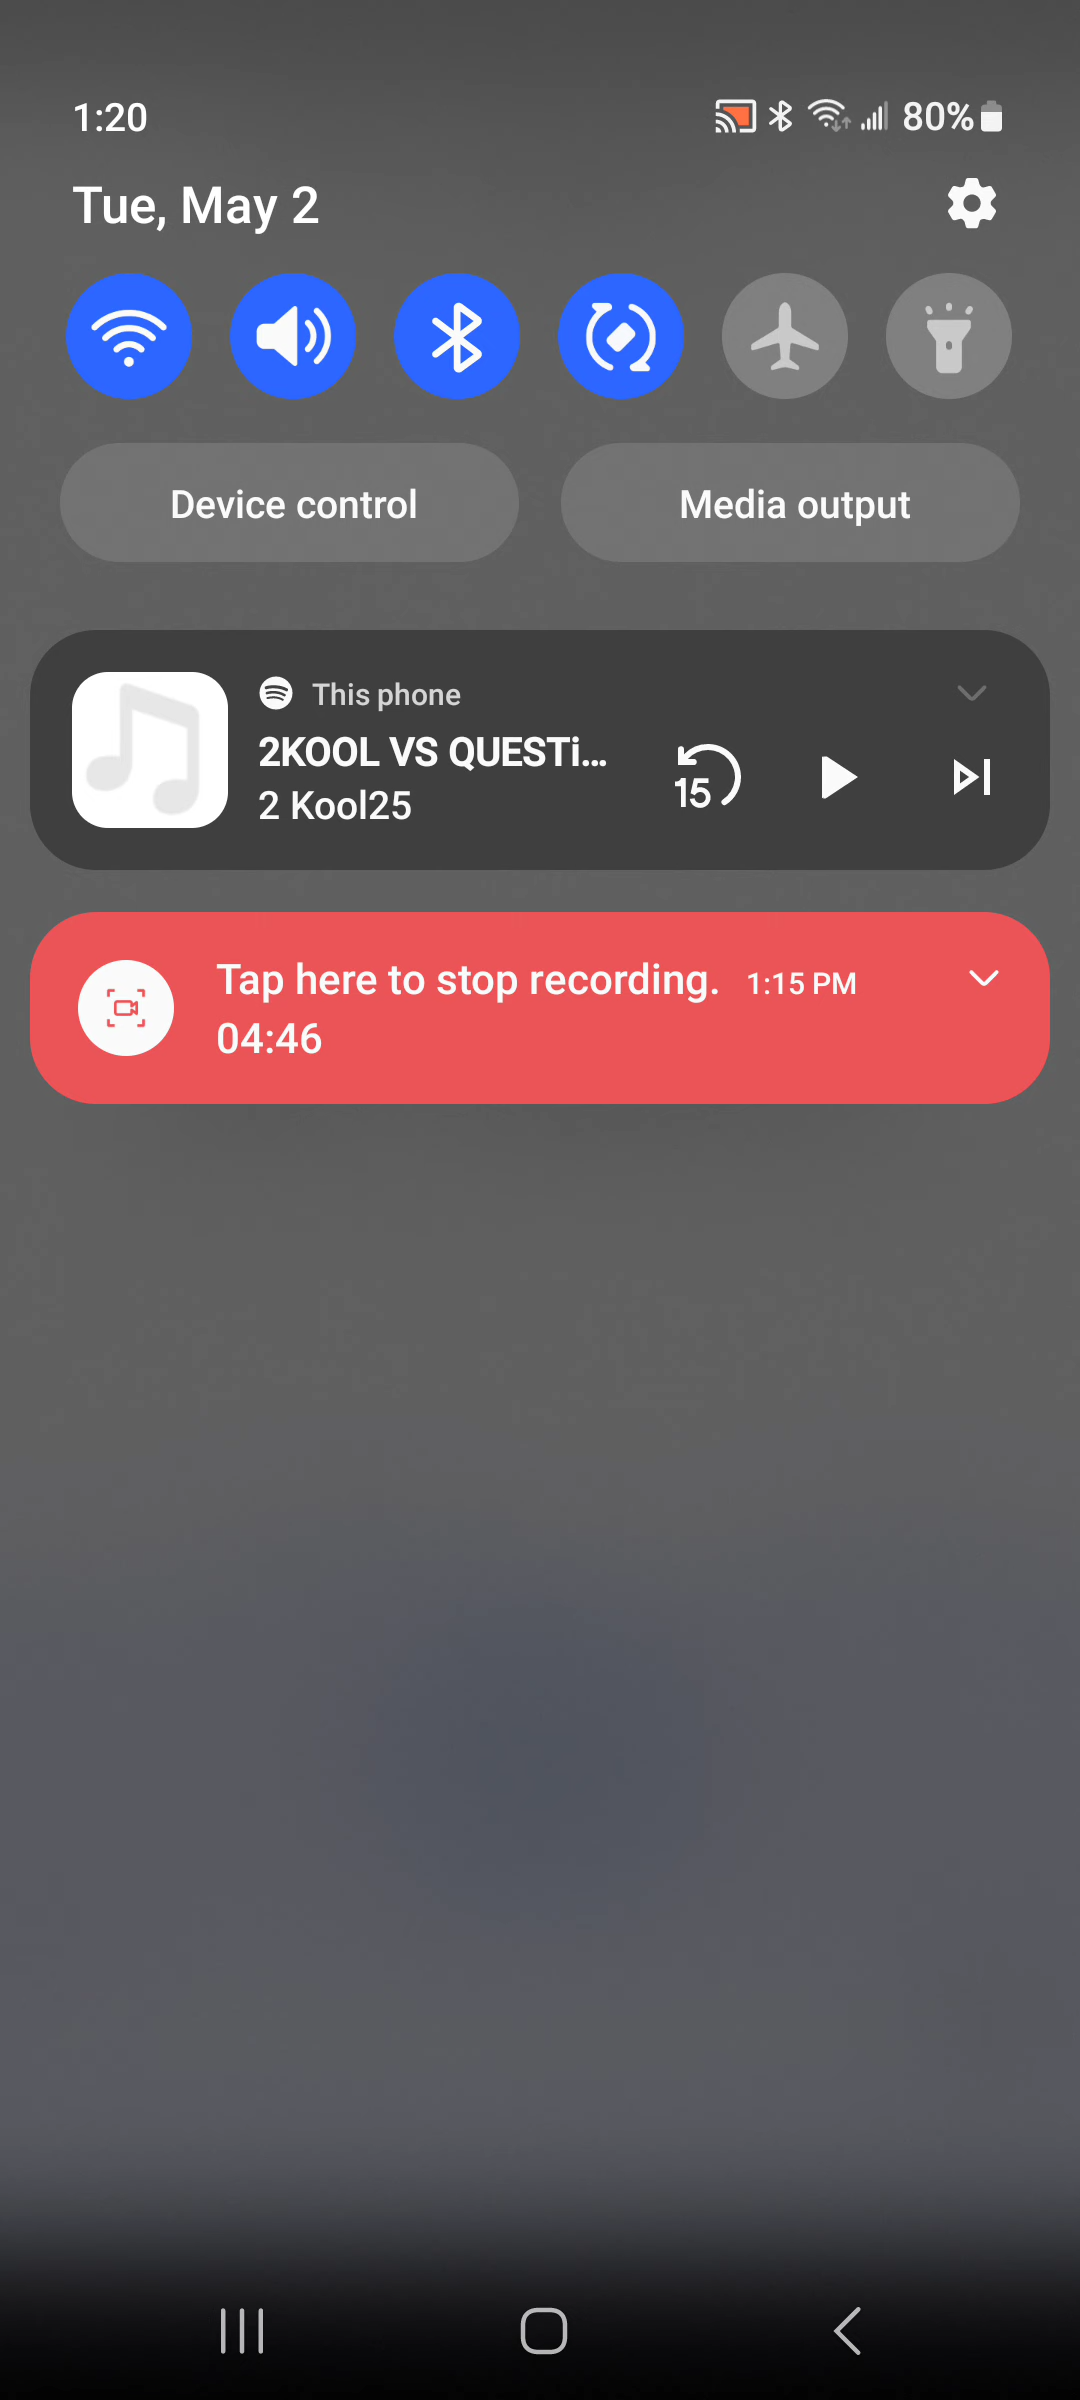 1:20
80%
Tue, May 2
Device control
Media output
This phone
2KOOL VS QUESTi...
2 Kool25
15
Tap here to stop recording. 1:15 PM
04:46